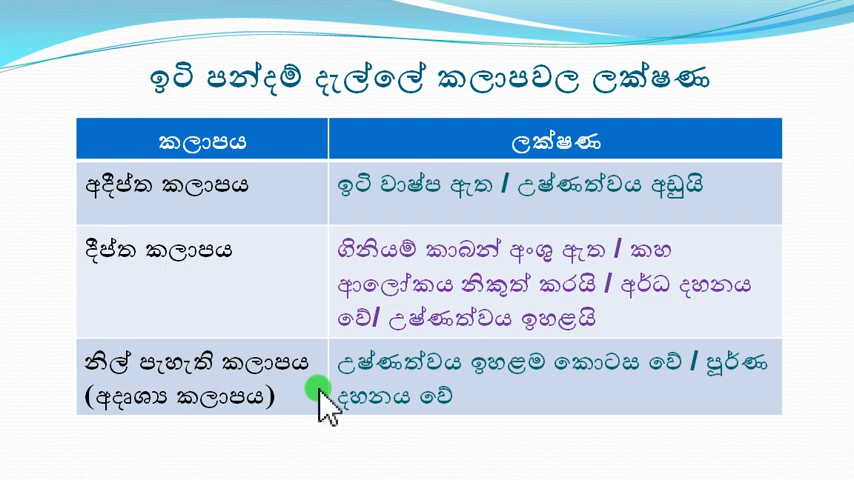 ඉටි පන්දම් දැල්ලේ කලාපවල ලක්ෂණ
කලාපය
ලක්ෂණ
අදීප්ත කලාපය
ඉටි වාෂ්ප ඇත / උෂ්ණත්වය අඩුයි
දීප්ත කලාපය
ගිනියම් කාබන් අංශු ඇත / කහ
ආලෝකය නිකුත් කරයි / අර්ධ දහනය
වේ/ උෂ්ණත්වය ඉහළයි
නිල් පැහැති කලාපය
(අදෘශ්‍ය කලාපය)
උෂ්ණත්වය ඉහළම කොටස වේ / පූර්ණ
දහනය වේ